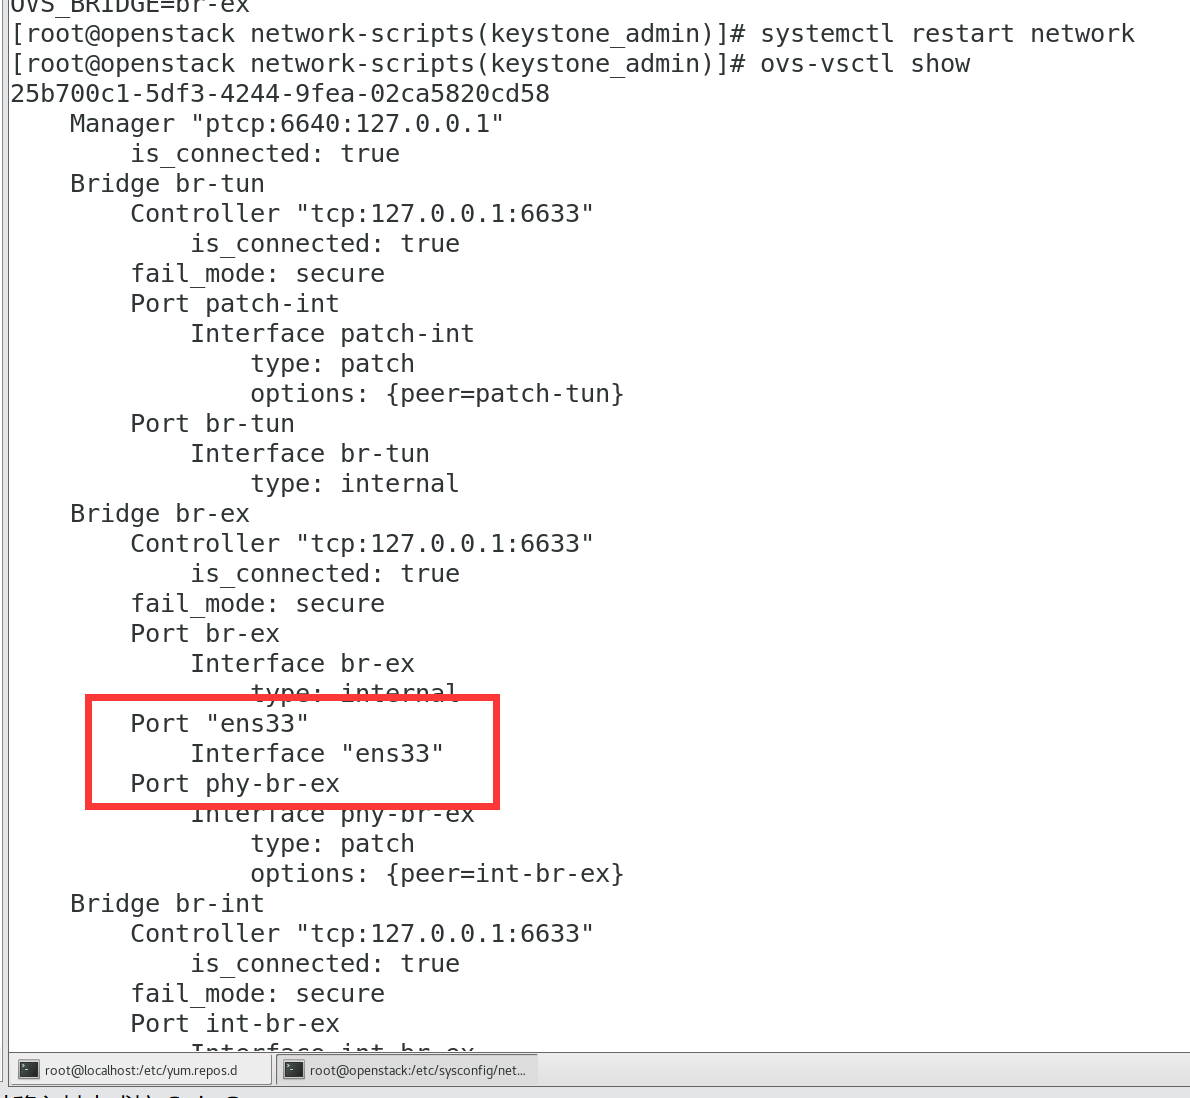 OVS_BRIDGE=br-ex
[root@openstack network-scripts(keystone_admin)]# systemctl restart network
[root@openstack network-scripts(keystone_admin)]# ovs-vsctl show
25b700c1-5df3-4244-9fea-02ca5820cd58
    Manager "ptcp:6640:127.0.0.1"
        is_connected: true
    Bridge br-tun
        Controller "tcp:127.0.0.1:6633"
            is_connected: true
        fail_mode: secure
        Port patch-int
            Interface patch-int
                type: patch
                options: {peer=patch-tun}
        Port br-tun
            Interface br-tun
                type: internal
    Bridge br-ex
        Controller "tcp:127.0.0.1:6633"
            is_connected: true
        fail_mode: secure
        Port br-ex
            Interface br-ex
                type: internal
        Port "ens33"
            Interface "ens33"
        Port phy-br-ex
            Interface phy-br-ex
                type: patch
                options: {peer=int-br-ex}
    Bridge br-int
        Controller "tcp:127.0.0.1:6633"
            is_connected: true
        fail_mode: secure
        Port int-br-ex
            Interface int-br-ex
root@localhost:/etc/yum.repos.d
root@openstack:/etc/sysconfig/net...